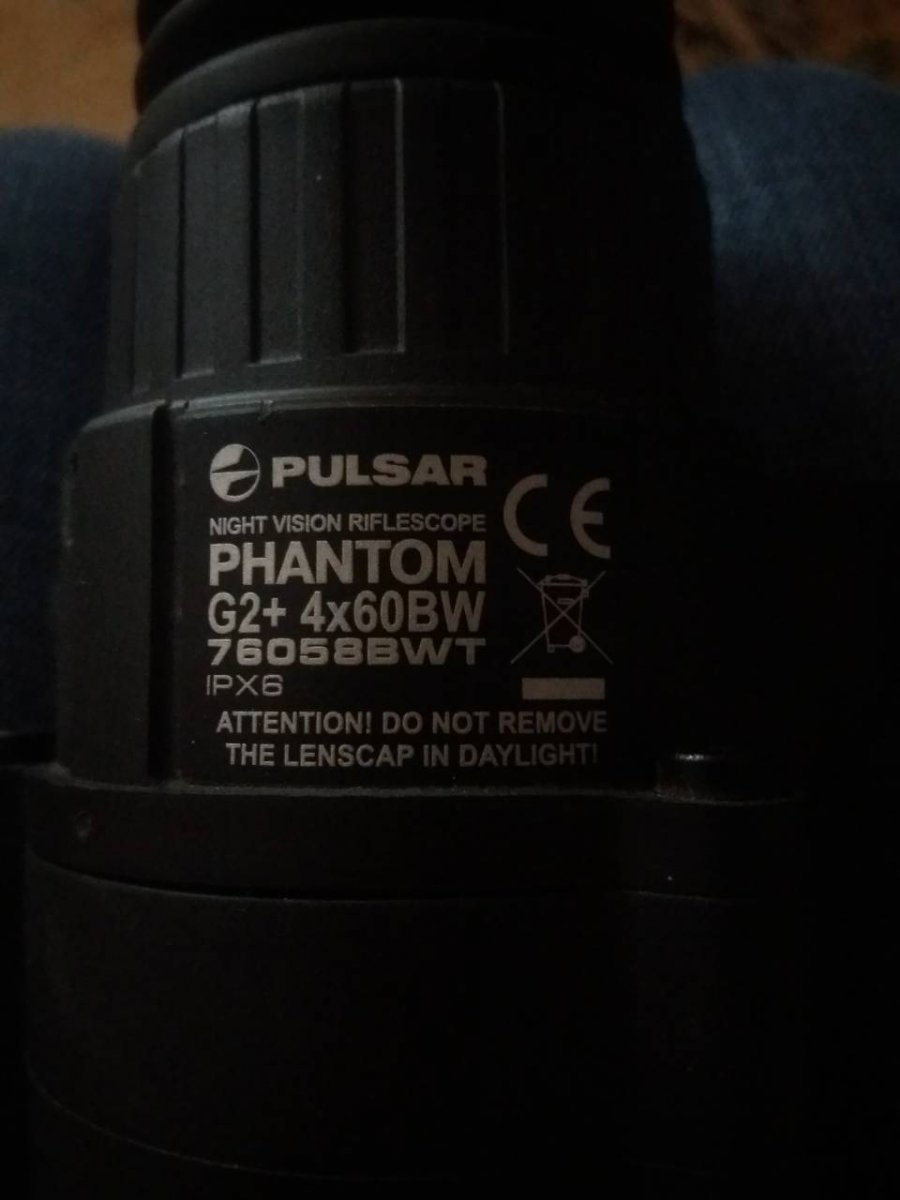 PULSAR
CE
NIGHT VISION RIFLESCOPE
PHANTOM
G2+ 4x60BW
76058BWT
IPX6
ATTENTION! DO NOT REMOVE
THE LENSCAP IN DAYLIGHT!